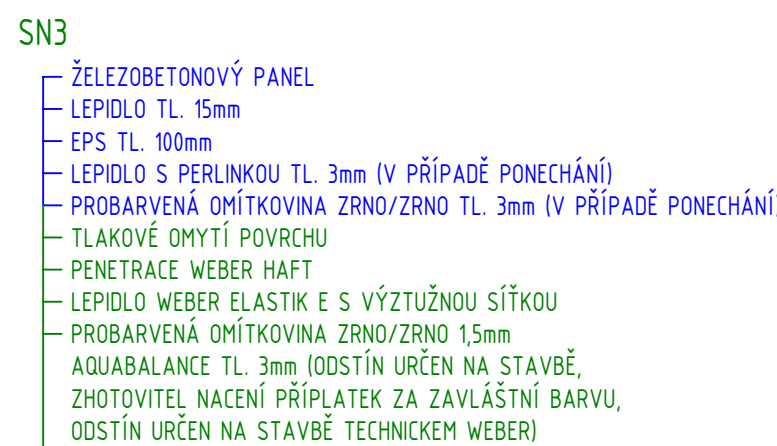 SN3
ŽELEZOBETONOVÝ PANEL
LEPIDLO TL. 15mm
EPS TL. 100mm
LEPIDLO S PERLINKOU TL. 3mm (V PŘÍPADĚ PONECHÁNÍ)
PROBARVENÁ OMÍTKOVINA ZRNO/ZRNO TL. 3mm (V PŘÍPADĚ PONECHÁNÍ)
TLAKOVÉ OMYTÍ POVRCHU
PENETRACE WEBER HAFT
LEPIDLO WEBER ELASTIK E S VÝZTUŽNOU SÍŤKOU
PROBARVENÁ OMÍTKOVINA ZRNO/ZRNO 1,5mm
AQUABALANCE TL. 3mm (ODSTÍN URČEN NA STAVBĚ,
ZHOTOVITEL NACENÍ PŘÍPLATEK ZA ZAVLÁŠTNÍ BARVU,
ODSTÍN URČEN NA STAVBĚ TECHNICKEM WEBER)